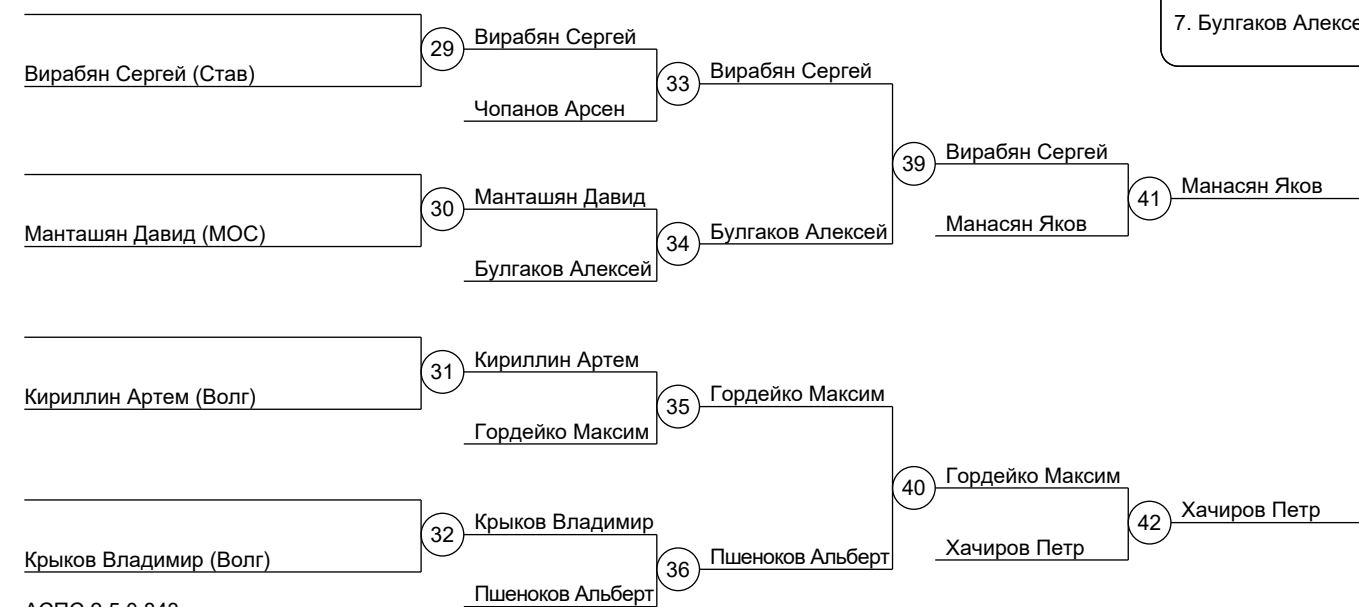 7. Булгаков Алексе
29
Вирабян Сергей
Вирабян Сергей (Став)
33
Вирабян Сергей
Чопанов Арсен
39
Вирабян Сергей
30
Манташян Давид
41
Манасян Яков
Манташян Давид (МОС)
34
Булгаков Алексей
Манасян Яков
Булгаков Алексей
31
Кириллин Артем
Кириллин Артем (Волг)
35
Гордейко Максим
Гордейко Максим
40
Гордейко Максим
32
Крыков Владимир
42
Хачиров Петр
Крыков Владимир (Волг)
36
Пшеноков Альберт
Хачиров Петр
Пшеноков Альберт